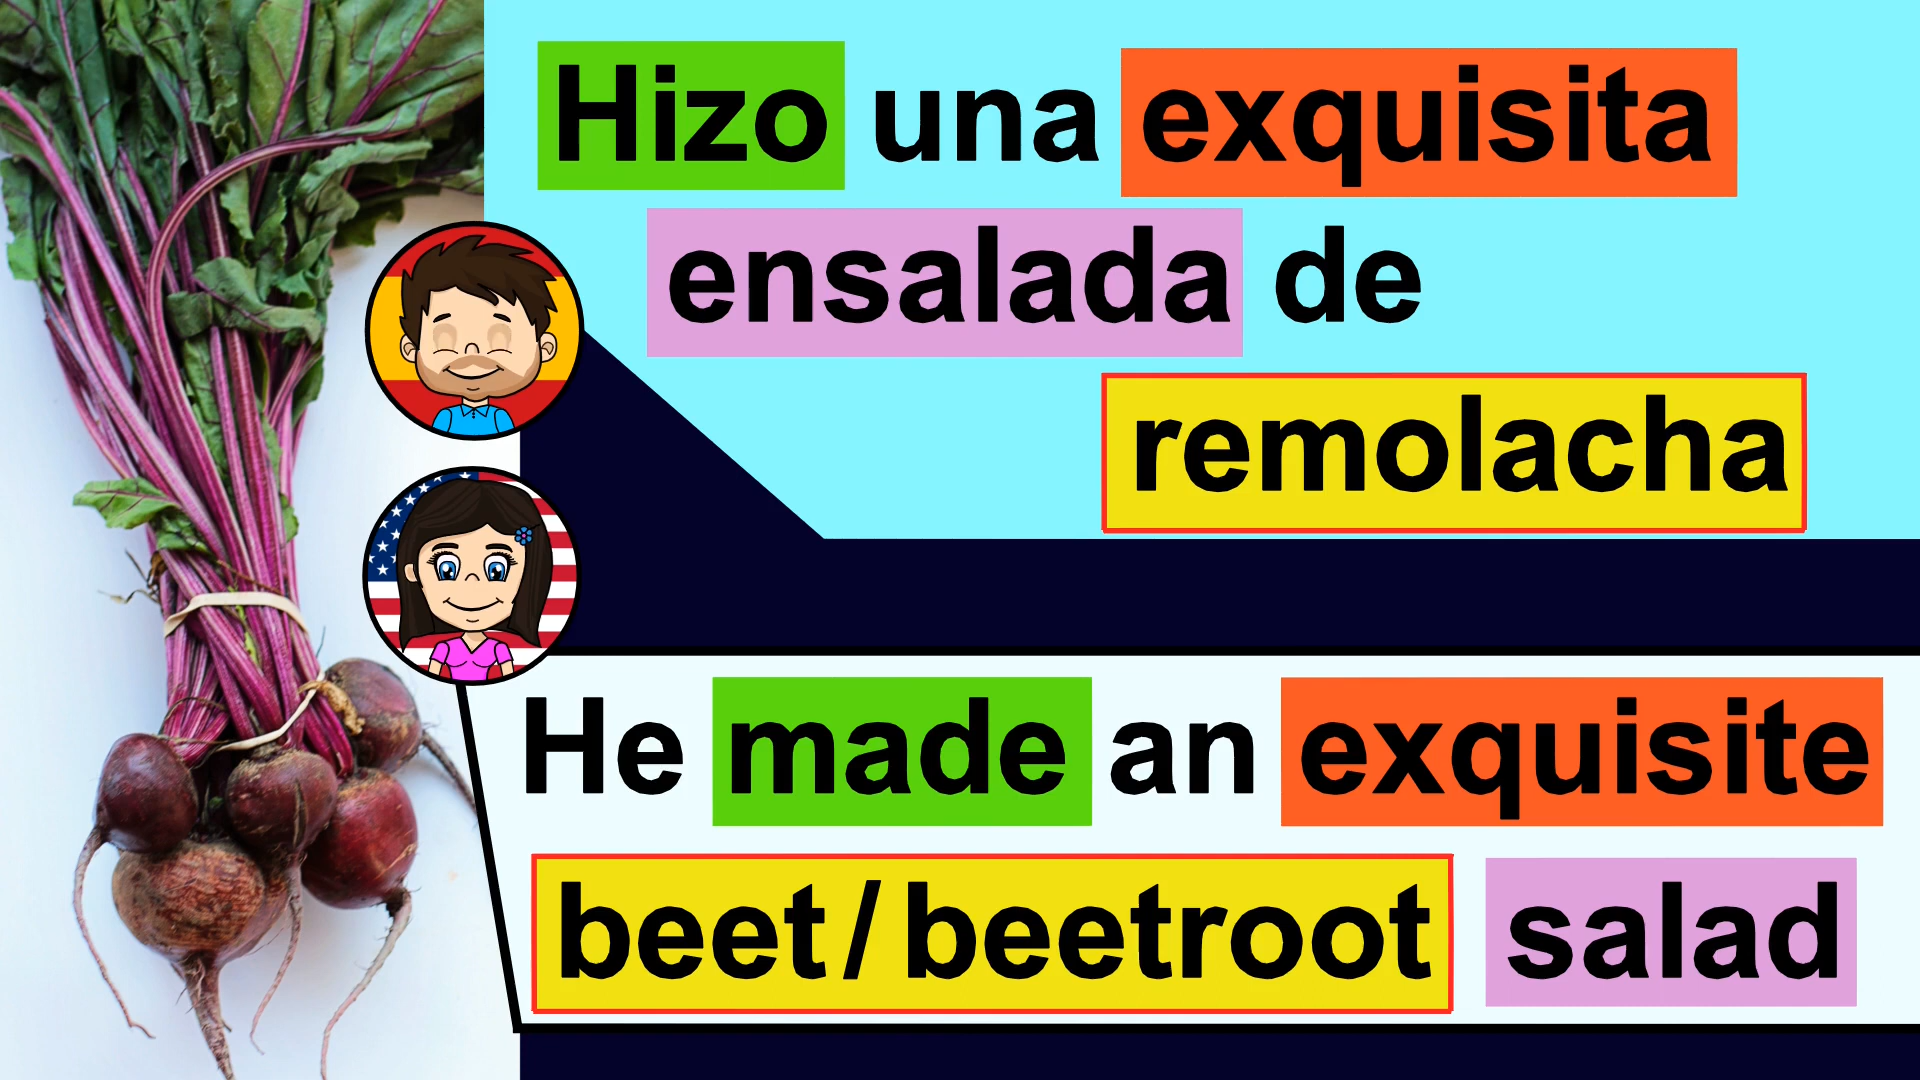 Hizo una exquisita
ensalada de
remolacha
He made an exquisite
beet / beetroot salad